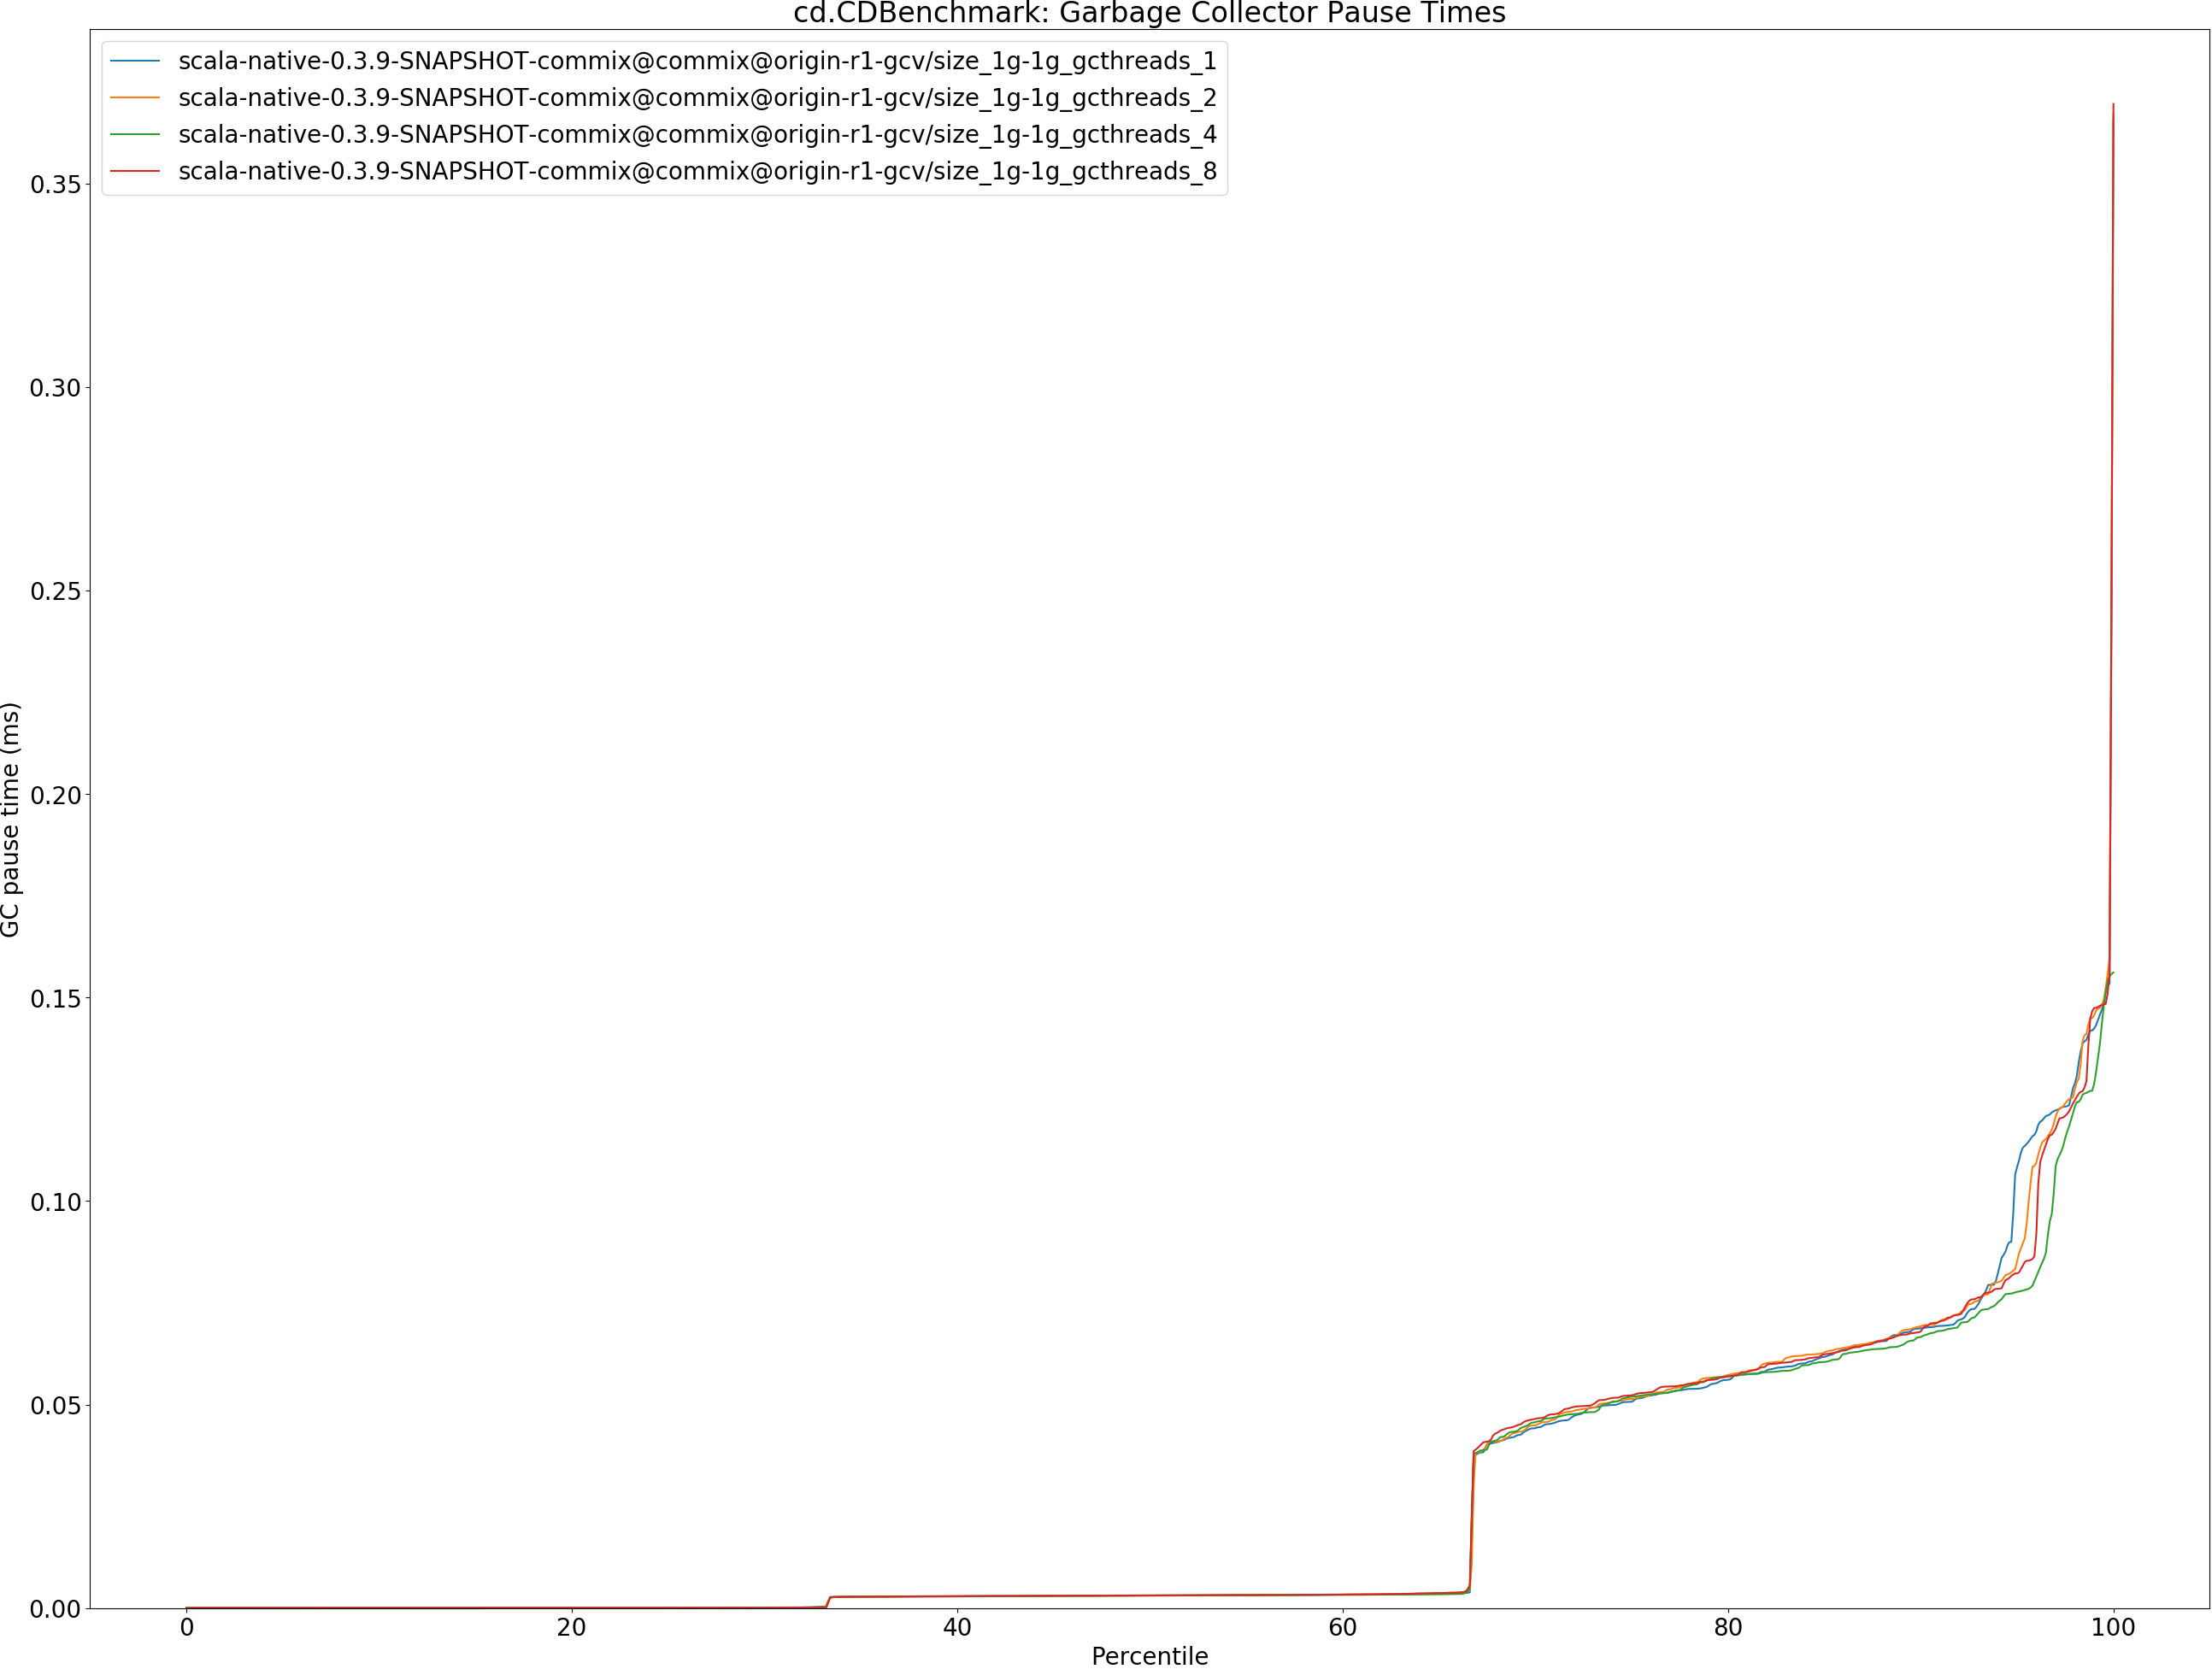 cd.CDBenchmark: Garbage Collector Pause Times
scala-native-0.3.9-SNAPSHOT-commix@commix@origin-r1-gcv/size_1g-1g_gcthreads_1
scala-native-0.3.9-SNAPSHOT-commix@commix@origin-r1-gcv/size_1g-1g_gcthreads_2
scala-native-0.3.9-SNAPSHOT-commix@commix@origin-r1-gcv/size_1g-1g_gcthreads_4
scala-native-0.3.9-SNAPSHOT-commix@commix@origin-r1-gcv/size_1g-1g_gcthreads_8
0.35
0.30
0.25
0.20
0.15
0.10
0.05
0.00
GC pause time (ms)
0 20 40 60 80 100
Percentile